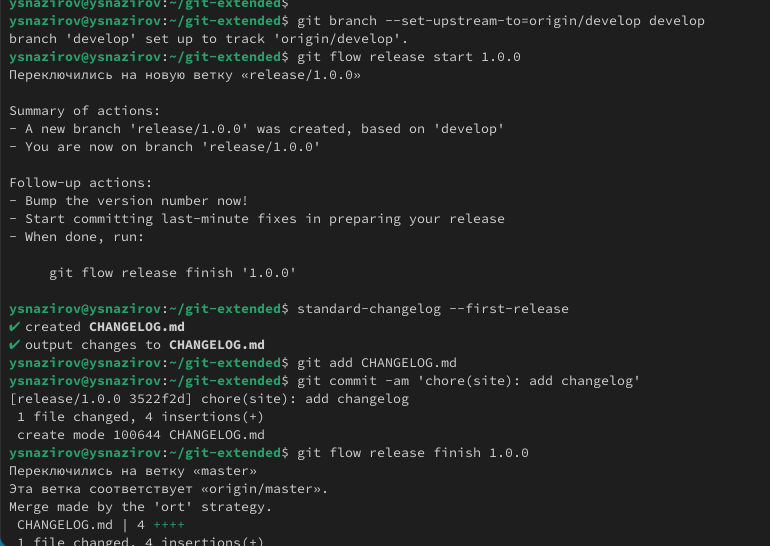 ysnazirov@ysnazirov:~/git-extended$
ysnazirov@ysnazirov:~/git-extended$ git branch --set-upstream-to=origin/develop develop
branch 'develop' set up to track 'origin/develop'.
ysnazirov@ysnazirov:~/git-extended$ git flow release start 1.0.0
Переключились на новую ветку «release/1.0.0»
Summary of actions:
- A new branch 'release/1.0.0' was created, based on 'develop'
- You are now on branch 'release/1.0.0'
Follow-up actions:
- Bump the version number now!
- Start committing last-minute fixes in preparing your release
- When done, run:
git flow release finish '1.0.0'
ysnazirov@ysnazirov:~/git-extended$ standard-changelog --first-release
✔ created CHANGELOG.md
✔ output changes to CHANGELOG.md
ysnazirov@ysnazirov:~/git-extended$ git add CHANGELOG.md
ysnazirov@ysnazirov:~/git-extended$ git commit -am 'chore(site): add changelog'
[release/1.0.0 3522f2d] chore(site): add changelog
1 file changed, 4 insertions(+)
create mode 100644 CHANGELOG.md
ysnazirov@ysnazirov:~/git-extended$ git flow release finish 1.0.0
Переключились на ветку «master»
Эта ветка соответствует «origin/master».
Merge made by the 'ort' strategy.
CHANGELOG.md | 4 ++++
1 file changed, 4 insertions(+)